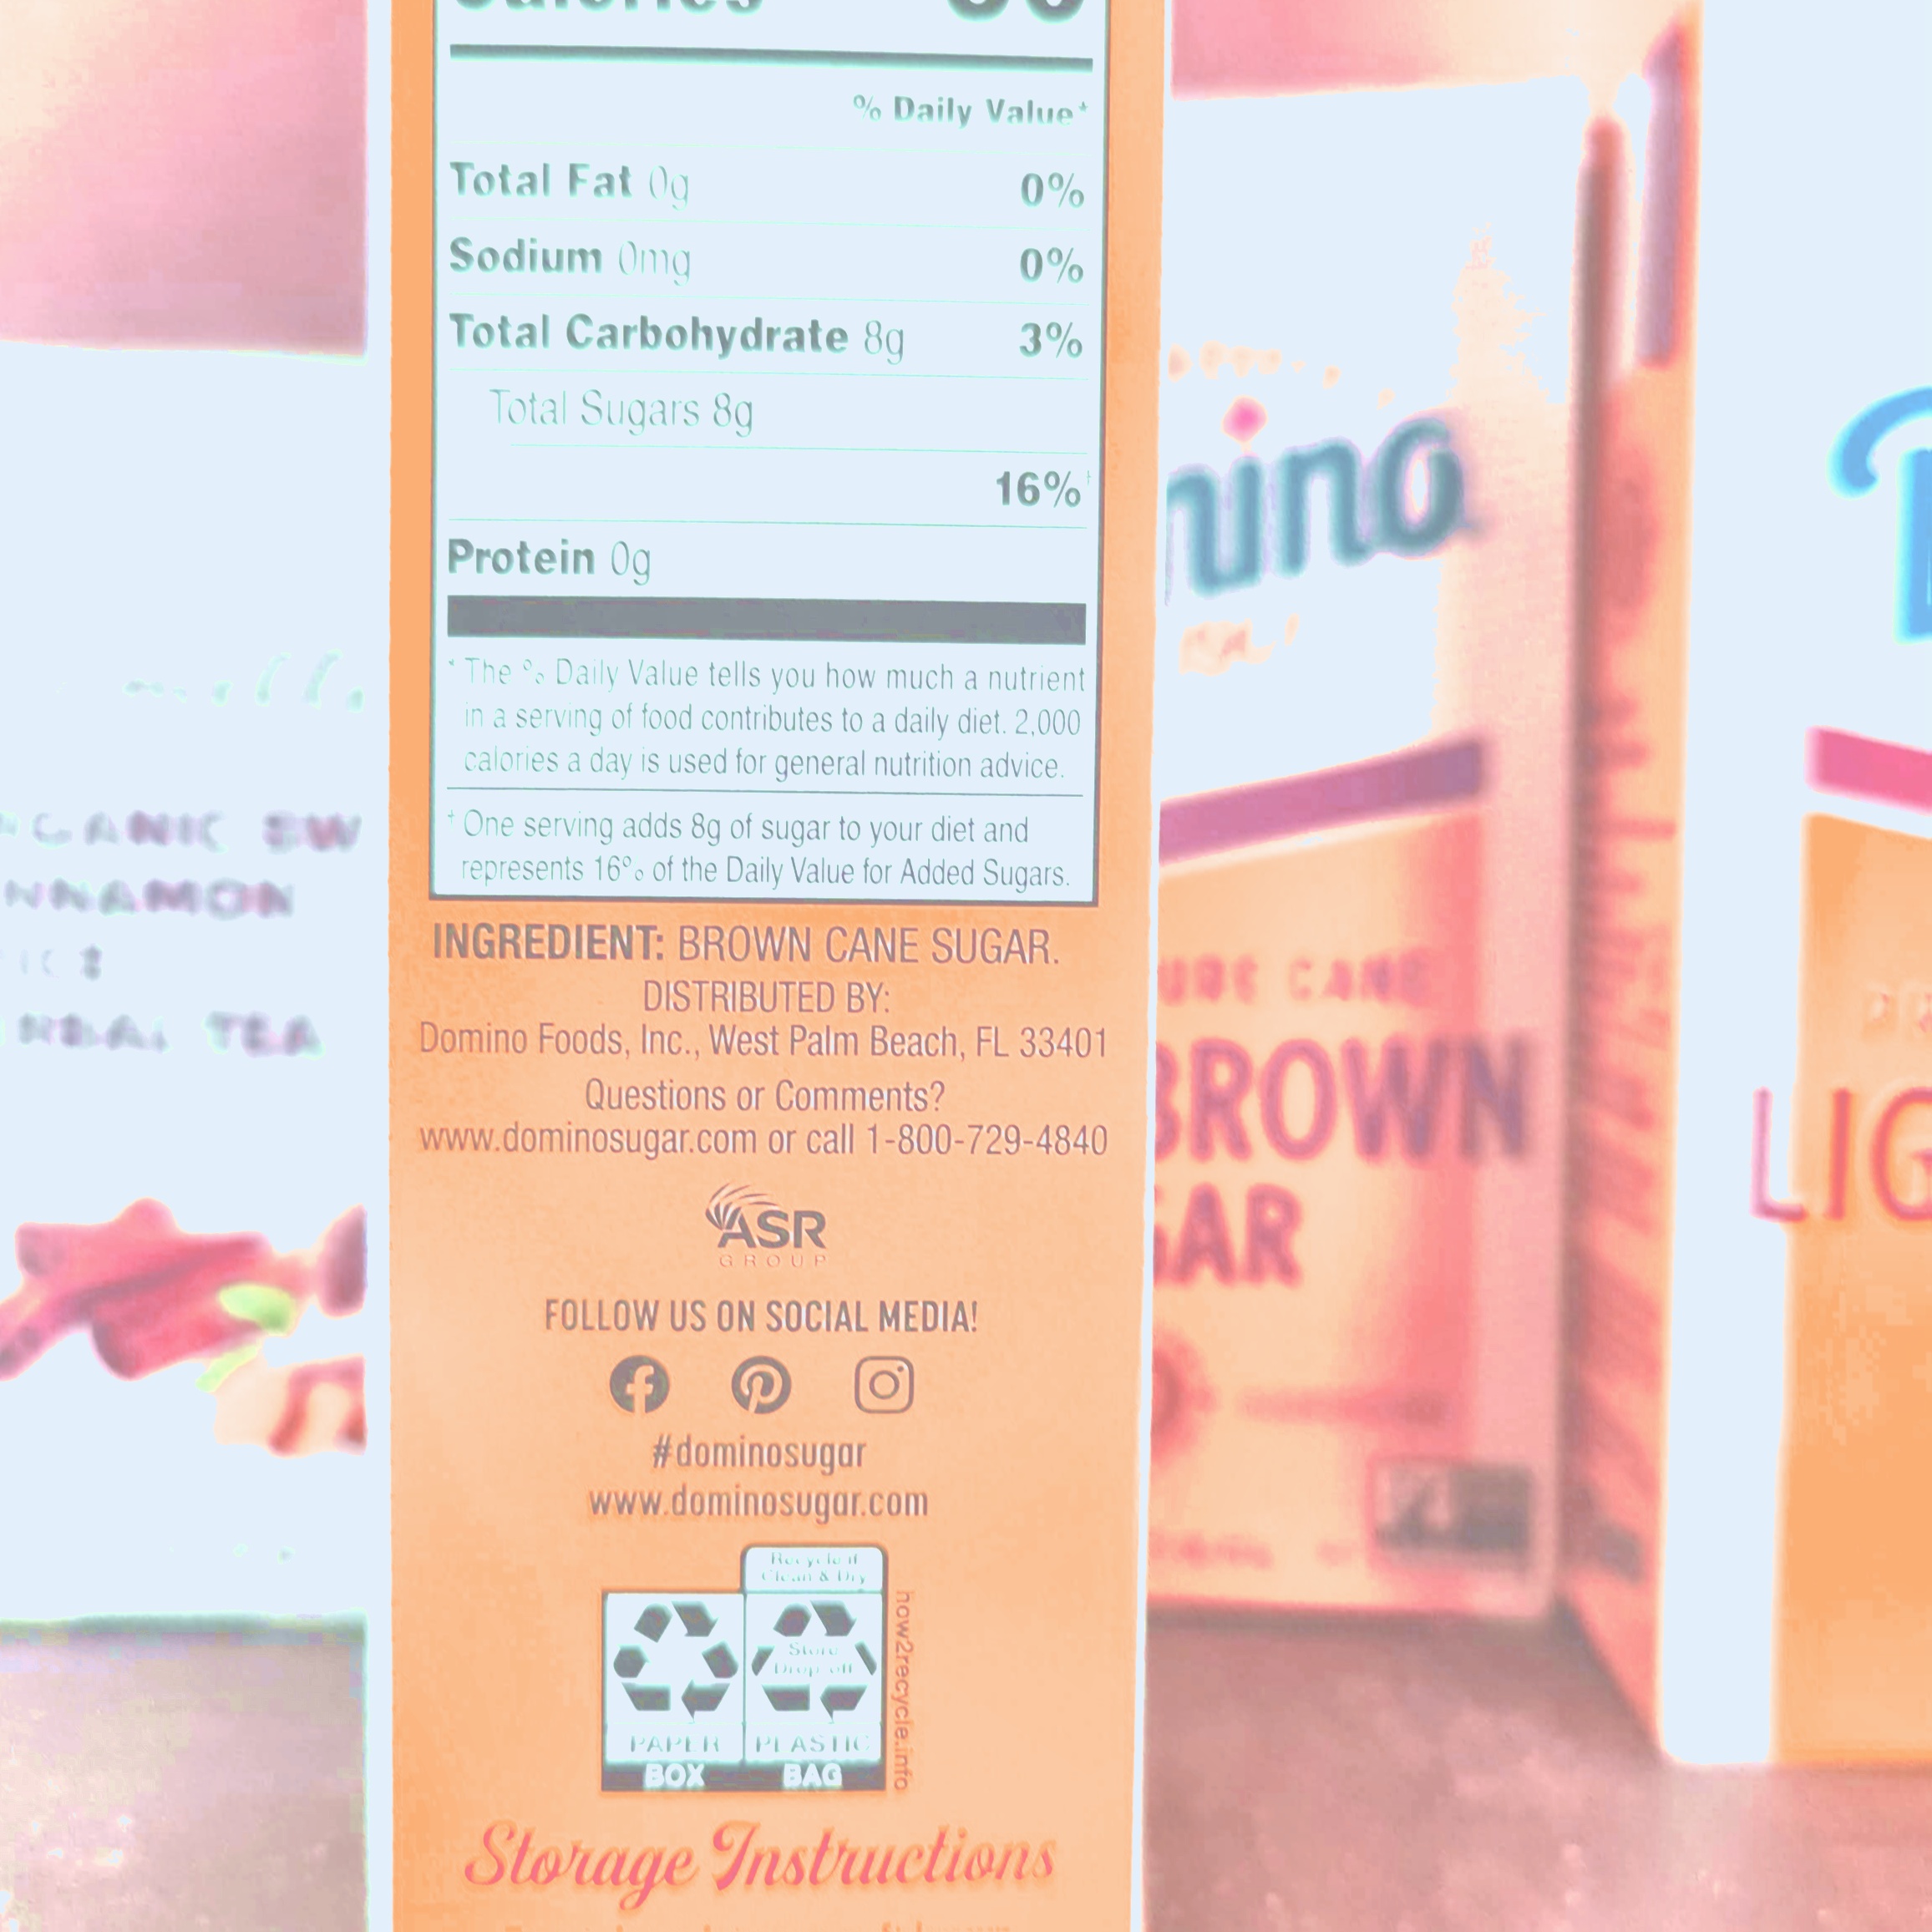 % Daily Value*
Total Fat 0g 0%
Sodium 0mg 0%
Total Carbohydrate 8g 3%
Total Sugars 8g
16%†
Protein 0g
* The % Daily Value tells you how much a nutrient
in a serving of food contributes to a daily diet. 2,000
calories a day is used for general nutrition advice.
† One serving adds 8g of sugar to your diet and
represents 16% of the Daily Value for Added Sugars.
INGREDIENT: BROWN CANE SUGAR.
DISTRIBUTED BY:
Domino Foods, Inc., West Palm Beach, FL 33401
Questions or Comments?
www.dominosugar.com or call 1-800-729-4840
ASR
GROUP
FOLLOW US ON SOCIAL MEDIA!
#dominosugar
www.dominosugar.com
Recycle if
Clean & Dry
Store
Drop-off
PAPER PLASTIC
BOX BAG
how2recycle.info
Storage Instructions
mino
CANE
BROWN
GAR
LIG
TEA